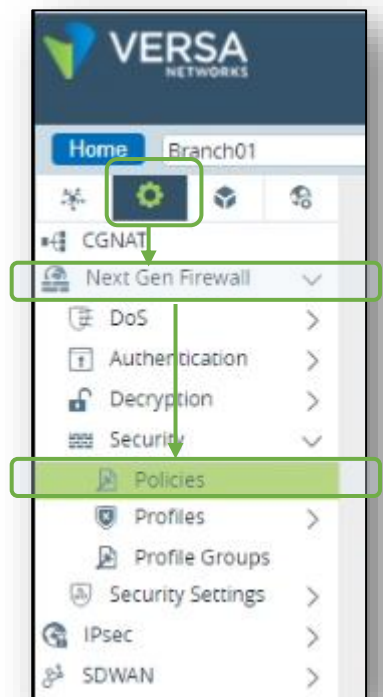 VERSA
NETWORKS
Home Branch01
CGNAT
Next Gen Firewall
DoS
Authentication
Decryption
Security
Policies
Profiles
Profile Groups
Security Settings
IPsec
SDWAN